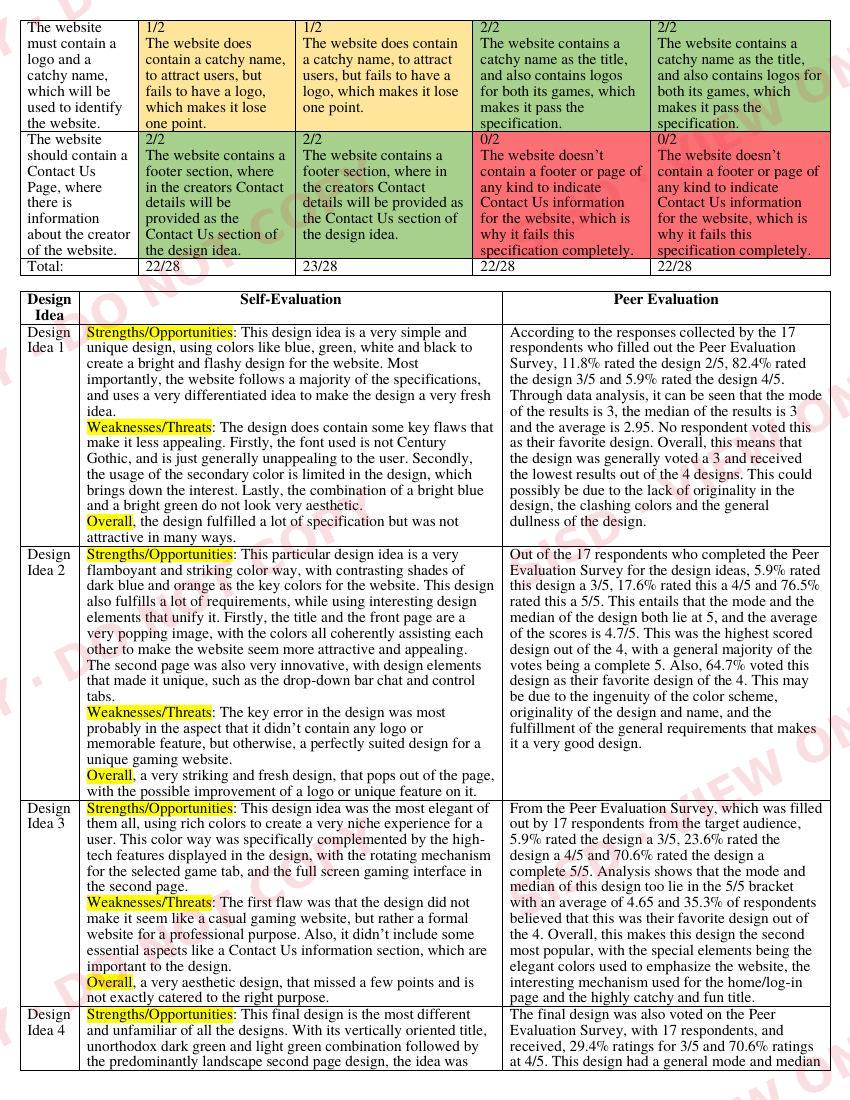 The website
must contain a
logo and a
catchy name,
which will be
used to identify
the website.
1/2
The website does
contain a catchy name,
to attract users, but
fails to have a logo,
which makes it lose
one point.
1/2
The website does contain
a catchy name, to attract
users, but fails to have a
logo, which makes it lose
one point.
2/2
The website contains a
catchy name as the title,
and also contains logos
for both its games, which
makes it pass the
specification.
2/2
The website contains a
catchy name as the title,
and also contains logos for
both its games, which
makes it pass the
specification.
The website
should contain a
Contact Us
Page, where
there is
information
about the creator
of the website.
2/2
The website contains a
footer section, where
in the creators Contact
details will be
provided as the
Contact Us section of
the design idea.
2/2
The website contains a
footer section, where in
the creators Contact
details will be provided as
the Contact Us section of
the design idea.
0/2
The website doesn't
contain a footer or page of
any kind to indicate
Contact Us information
for the website, which is
why it fails this
specification completely.
0/2
The website doesn't
contain a footer or page of
any kind to indicate
Contact Us information
for the website, which is
why it fails this
specification completely.
Total:
22/28
23/28
22/28
22/28
Design
Idea
Self-Evaluation
Peer Evaluation
Design
Idea 1
Strengths/Opportunities: This design idea is a very simple and
unique design, using colors like blue, green, white and black to
create a bright and flashy design for the website. Most
importantly, the website follows a majority of the specifications,
and uses a very differentiated idea to make the design a very fresh
idea.
Weaknesses/Threats: The design does contain some key flaws that
make it less appealing. Firstly, the font used is not Century
Gothic, and is just generally unappealing to the user. Secondly,
the usage of the secondary color is limited in the design, which
brings down the interest. Lastly, the combination of a bright blue
and a bright green do not look very aesthetic.
Overall, the design fulfilled a lot of specification but was not
attractive in many ways.
According to the responses collected by the 17
respondents who filled out the Peer Evaluation
Survey, 11.8% rated the design 2/5, 82.4% rated
the design 3/5 and 5.9% rated the design 4/5.
Through data analysis, it can be seen that the mode
of the results is 3, the median of the results is 3
and the average is 2.95. No respondent voted this
as their favorite design. Overall, this means that
the design was generally voted a 3 and received
the lowest results out of the 4 designs. This could
possibly be due to the lack of originality in the
design, the clashing colors and the general
dullness of the design.
Design
Idea 2
Strengths/Opportunities: This particular design idea is a very
flamboyant and striking color way, with contrasting shades of
dark blue and orange as the key colors for the website. This design
also fulfills a lot of requirements, while using interesting design
elements that unify it. Firstly, the title and the front page are a
very popping image, with the colors all coherently assisting each
other to make the website seem more attractive and appealing.
The second page was also very innovative, with design elements
that made it unique, such as the drop-down bar chat and control
tabs.
Weaknesses/Threats: The key error in the design was most
probably in the aspect that it didn't contain any logo or
memorable feature, but otherwise, a perfectly suited design for a
unique gaming website.
Overall, a very striking and fresh design, that pops out of the page,
with the possible improvement of a logo or unique feature on it.
Out of the 17 respondents who completed the Peer
Evaluation Survey for the design ideas, 5.9% rated
this design a 3/5, 17.6% rated this a 4/5 and 76.5%
rated this a 5/5. This entails that the mode and the
median of the design both lie at 5, and the average
of the scores is 4.7/5. This was the highest scored
design out of the 4, with a general majority of the
votes being a complete 5. Also, 64.7% voted this
design as their favorite design of the 4. This may
be due to the ingenuity of the color scheme,
originality of the design and name, and the
fulfillment of the general requirements that makes
it a very good design.
Design
Idea 3
Strengths/Opportunities: This design idea was the most elegant of
them all, using rich colors to create a very niche experience for a
user. This color way was specifically complemented by the high-
tech features displayed in the design, with the rotating mechanism
for the selected game tab, and the full screen gaming interface in
the second page.
Weaknesses/Threats: The first flaw was that the design did not
make it seem like a casual gaming website, but rather a formal
website for a professional purpose. Also, it didn't include some
essential aspects like a Contact Us information section, which are
important to the design.
Overall, a very aesthetic design, that missed a few points and is
not exactly catered to the right purpose.
From the Peer Evaluation Survey, which was filled
out by 17 respondents from the target audience,
5.9% rated the design a 3/5, 23.6% rated the
design a 4/5 and 70.6% rated the design a
complete 5/5. Analysis shows that the mode and
median of this design too lie in the 5/5 bracket
with an average of 4.65 and 35.3% of respondents
believed that this was their favorite design out of
the 4. Overall, this makes this design the second
most popular, with the special elements being the
elegant colors used to emphasize the website, the
interesting mechanism used for the home/log-in
page and the highly catchy and fun title.
Design
Idea 4
Strengths/Opportunities: This final design is the most different
and unfamiliar of all the designs. With its vertically oriented title,
unorthodox dark green and light green combination followed by
the predominantly landscape second page design, the idea was
The final design was also voted on the Peer
Evaluation Survey, with 17 respondents, and
received, 29.4% ratings for 3/5 and 70.6% ratings
at 4/5. This design had a general mode and median